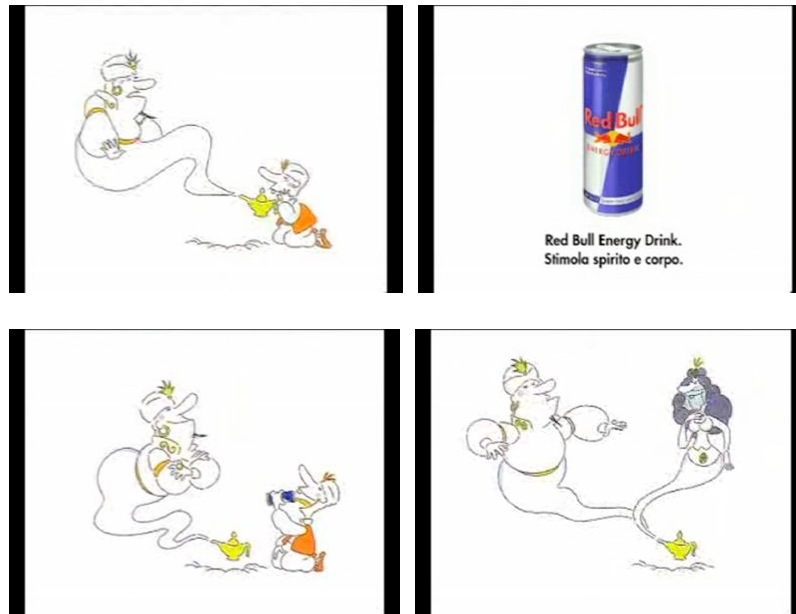 Red Bull
ENERGY DRINK
Red Bull Energy Drink.
Stimola spirito e corpo.